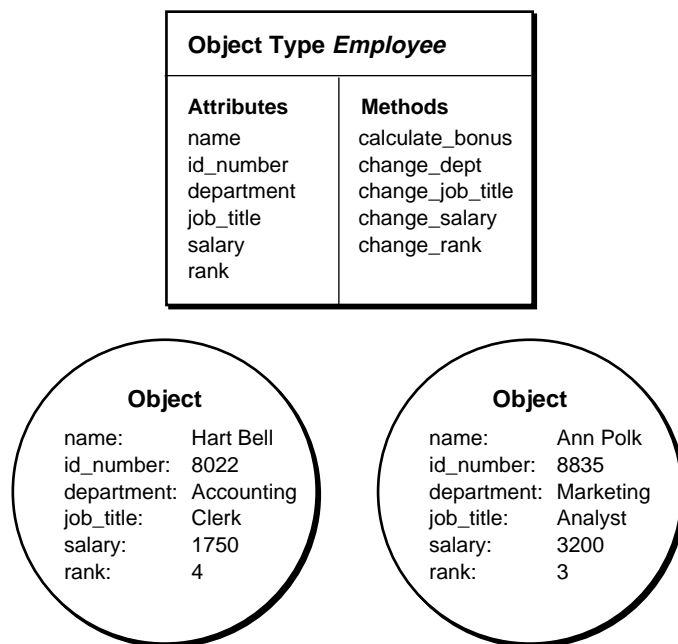 Object Type Employee
Attributes
name
id_number
department
job_title
salary
rank
Methods
calculate_bonus
change_dept
change_job_title
change_salary
change_rank
Object
name: Hart Bell
id_number: 8022
department: Accounting
job_title: Clerk
salary: 1750
rank: 4
Object
name: Ann Polk
id_number: 8835
department: Marketing
job_title: Analyst
salary: 3200
rank: 3